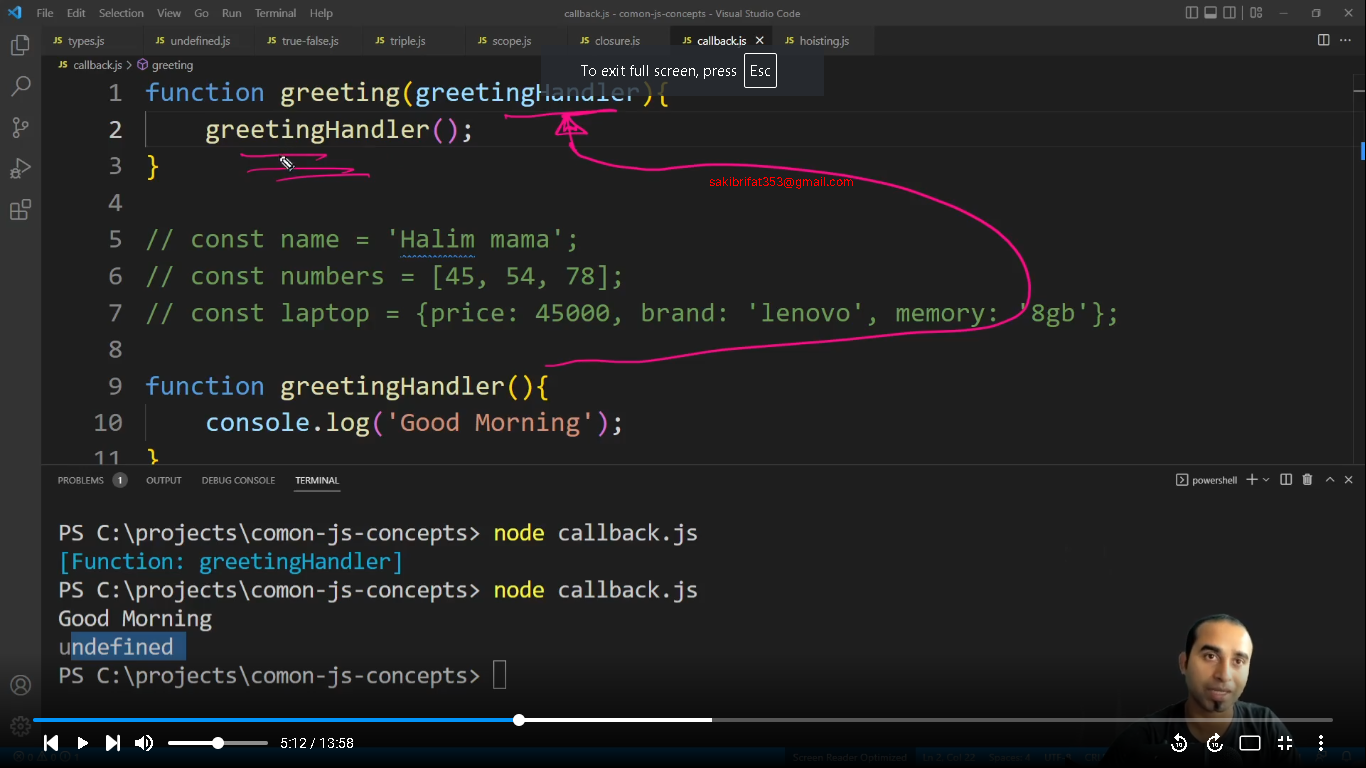 File Edit Selection View Go Run Terminal Help callback.js - comon-js-concepts - Visual Studio Code
JS types.js JS undefined.js JS true-false.js JS triple.js JS scope.js JS closure.js JS callback.js JS hoisting.js
JS callback.js > greeting
To exit full screen, press Esc
1 function greeting(greetingHandler){
2 greetingHandler();
3 }
sakibrifat353@gmail.com
4
5 // const name = 'Halim mama';
6 // const numbers = [45, 54, 78];
7 // const laptop = {price: 45000, brand: 'lenovo', memory: '8gb'};
8
9 function greetingHandler(){
10 console.log('Good Morning');
11 }
PROBLEMS 1 OUTPUT DEBUG CONSOLE TERMINAL powershell
PS C:\projects\comon-js-concepts> node callback.js
[Function: greetingHandler]
PS C:\projects\comon-js-concepts> node callback.js
Good Morning
undefined
PS C:\projects\comon-js-concepts>
5:12 / 13:58
10 10